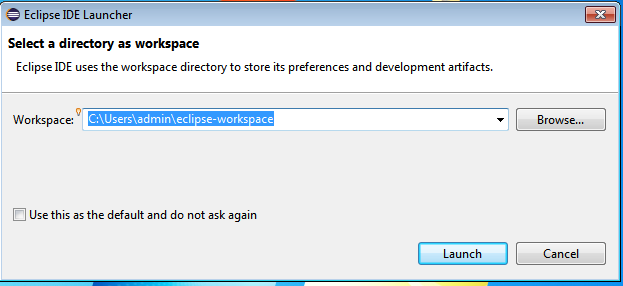 Eclipse IDE Launcher
Select a directory as workspace
Eclipse IDE uses the workspace directory to store its preferences and development artifacts.
Workspace: C:\Users\admin\eclipse-workspace Browse...
Use this as the default and do not ask again
Launch Cancel